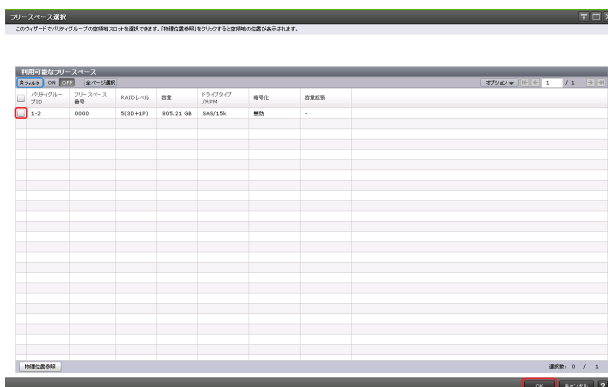 フリースペース選択
このウィザードでパリティグループの空領域スロットを選択できます。「物理位置参照」をクリックすると空領域の位置が表示されます。
利用可能なフリースペース
フィルタ ON OFF 全ページ選択 オプション 1 / 1
パリティグループID フリースペース番号 RAIDレベル 容量 ドライブタイプ/RPM 暗号化 容量拡張
1-2 0000 5(3D+1P) 805.21 GB SAS/15k 無効 -
物理位置参照 選択数: 0 / 1
OK キャンセル ?